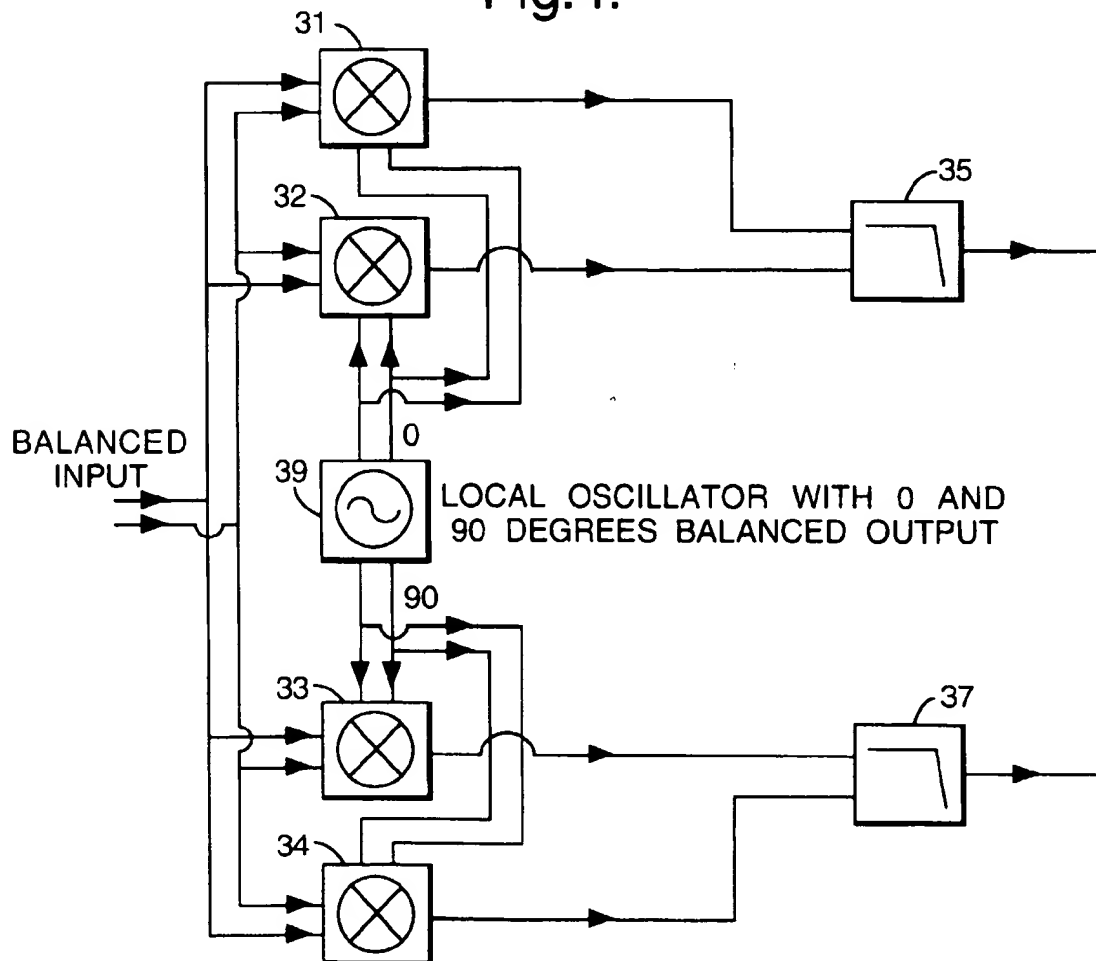 Fig.1.
31
32
35
BALANCED
INPUT
0
39
LOCAL OSCILLATOR WITH 0 AND
90 DEGREES BALANCED OUTPUT
90
33
37
34